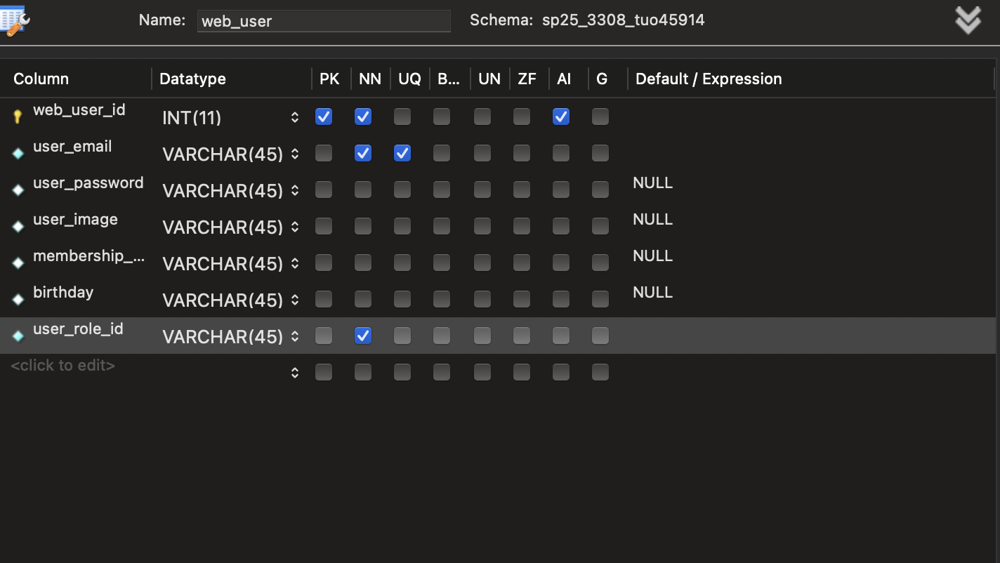 Name: web_user Schema: sp25_3308_tuo45914
Column Datatype PK NN UQ B... UN ZF AI G Default / Expression
web_user_id INT(11)
user_email VARCHAR(45)
user_password VARCHAR(45) NULL
user_image VARCHAR(45) NULL
membership_... VARCHAR(45) NULL
birthday VARCHAR(45) NULL
user_role_id VARCHAR(45)
<click to edit>